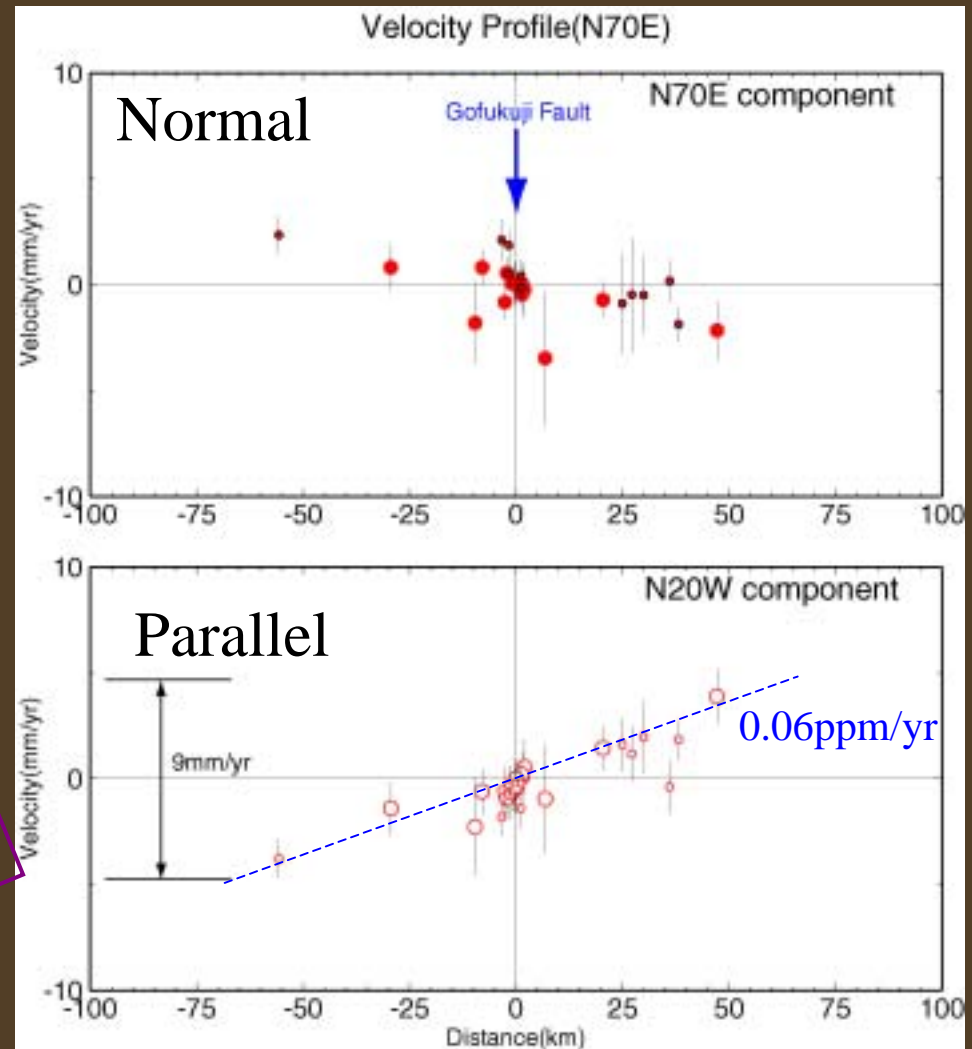 Velocity Profile(N70E)
10
N70E component
Normal
Gofukuji Fault
Velocity(mm/yr)
0
-10
-100 -75 -50 -25 0 25 50 75 100
10
N20W component
Parallel
0.06ppm/yr
9mm/yr
Velocity(mm/yr)
0
-10
-100 -75 -50 -25 0 25 50 75 100
Distance(km)